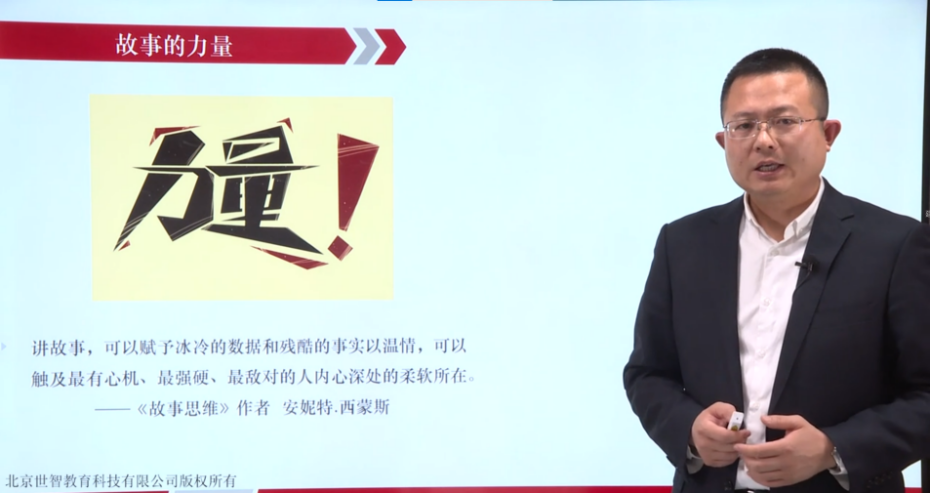 故事的力量
力量!
讲故事，可以赋予冰冷的数据和残酷的事实以温情，可以
触及最有心机、最强硬、最敌对的人内心深处的柔软所在。
——《故事思维》作者 安妮特.西蒙斯
北京世智教育科技有限公司版权所有